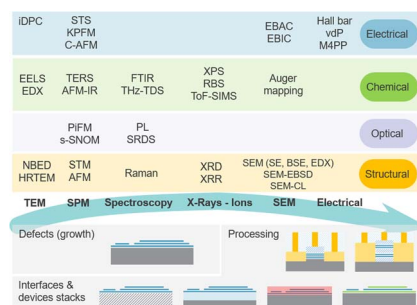 iDPC STS EBAC Hall bar
KPFM EBIC vdP
C-AFM M4PP
Electrical
EELS TERS FTIR XPS Auger
EDX AFM-IR THz-TDS RBS mapping
ToF-SIMS
Chemical
PiFM PL
s-SNOM SRDS
Optical
NBED STM Raman XRD SEM (SE, BSE, EDX)
HRTEM AFM XRR SEM-EBSD
SEM-CL
Structural
TEM SPM Spectroscopy X-Rays - Ions SEM Electrical
Defects (growth)
Processing
Interfaces &
devices stacks